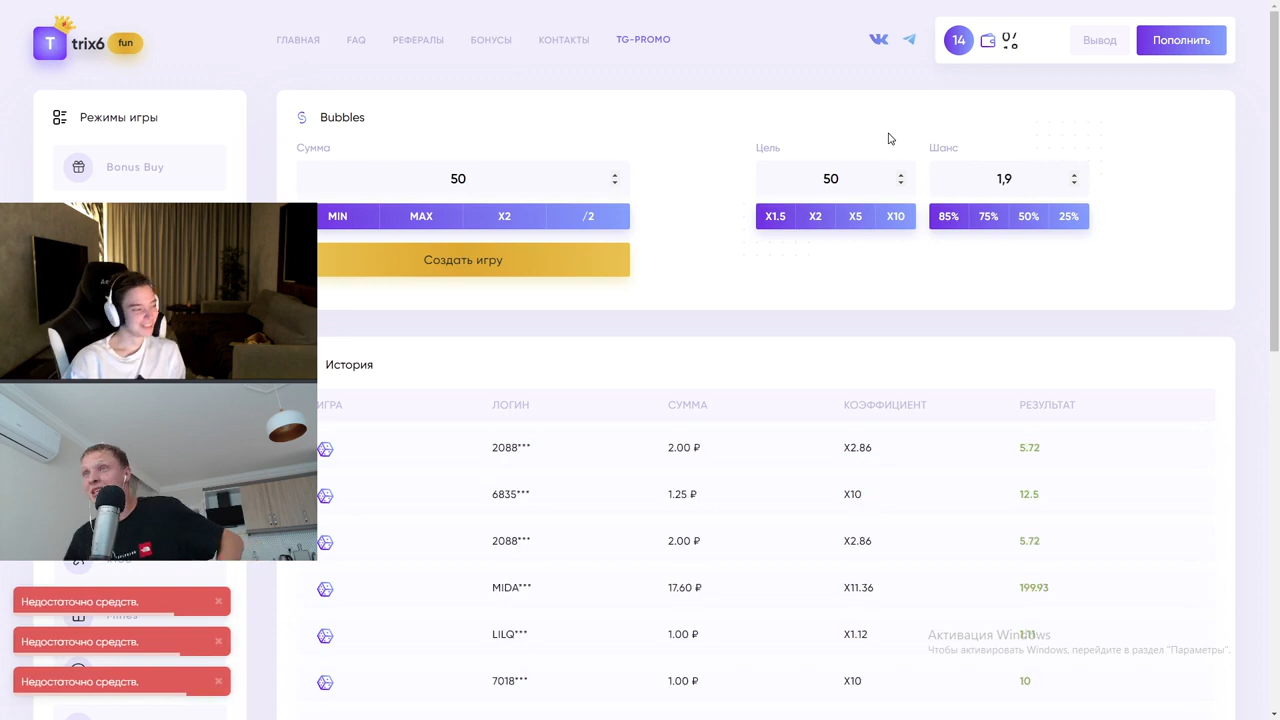 T trix6 fun
ГЛАВНАЯ FAQ РЕФЕРАЛЫ БОНУСЫ КОНТАКТЫ TG-PROMO
14 Вывод Пополнить
Режимы игры
Bonus Buy
Bubbles
Сумма Цель Шанс
50 50 1,9
MIN MAX X2 /2 X1.5 X2 X5 X10 85% 75% 50% 25%
Создать игру
История
ИГРА ЛОГИН СУММА КОЭФФИЦИЕНТ РЕЗУЛЬТАТ
2088*** 2.00 ₽ X2.86 5.72
6835*** 1.25 ₽ X10 12.5
2088*** 2.00 ₽ X2.86 5.72
MIDA*** 17.60 ₽ X11.36 199.93
LILQ*** 1.00 ₽ X1.12
7018*** 1.00 ₽ X10 10
Недостаточно средств.
Mines
Недостаточно средств.
Недостаточно средств.
Активация Windows
Чтобы активировать Windows, перейдите в раздел "Параметры".